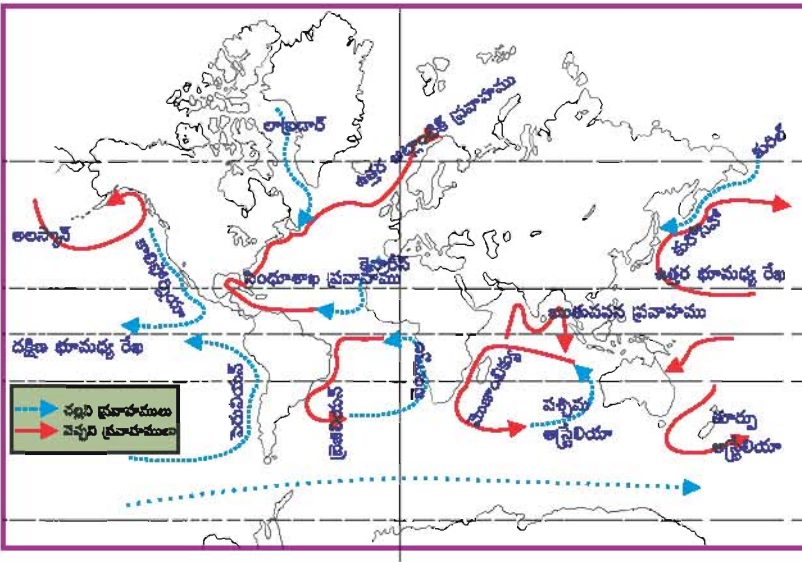 లాబ్రడార్
ఉత్తర అట్లాంటిక్ ప్రవాహము
కురిల్
అలస్కాన్
కాలిఫోర్నియా
సింధూశాఖ ప్రవాహము
కురోషివా
ఉత్తర భూమధ్య రేఖ
ఋతుపవన ప్రవాహము
దక్షిణ భూమధ్య రేఖ
పెరువియన్
బ్రెజీలియన్
మొజాంబిక్
పశ్చిమ
ఆస్ట్రేలియా
తూర్పు
ఆస్ట్రేలియా
చల్లని ప్రవాహములు
వెచ్చని ప్రవాహములు